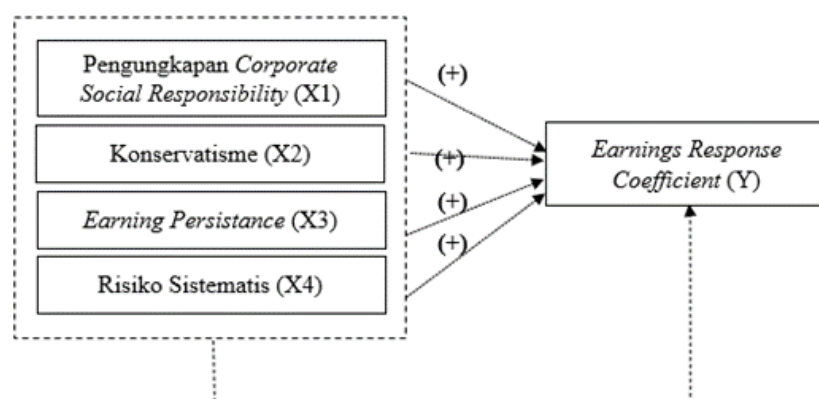 Pengungkapan Corporate
Social Responsibility (X1)
(+)
Konservatisme (X2)
(+)
Earnings Response
Coefficient (Y)
Earning Persistance (X3)
(+)
(+)
Risiko Sistematis (X4)